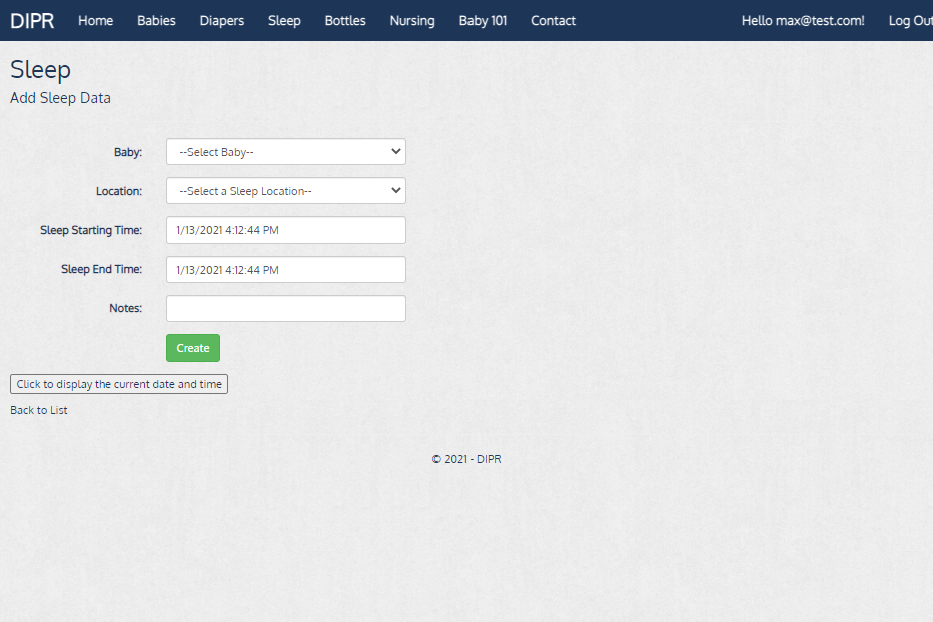 DIPR Home Babies Diapers Sleep Bottles Nursing Baby 101 Contact Hello max@test.com! Log Out
Sleep
Add Sleep Data
Baby: --Select Baby--
Location: --Select a Sleep Location--
Sleep Starting Time: 1/13/2021 4:12:44 PM
Sleep End Time: 1/13/2021 4:12:44 PM
Notes:
Create
Click to display the current date and time
Back to List
© 2021 - DIPR